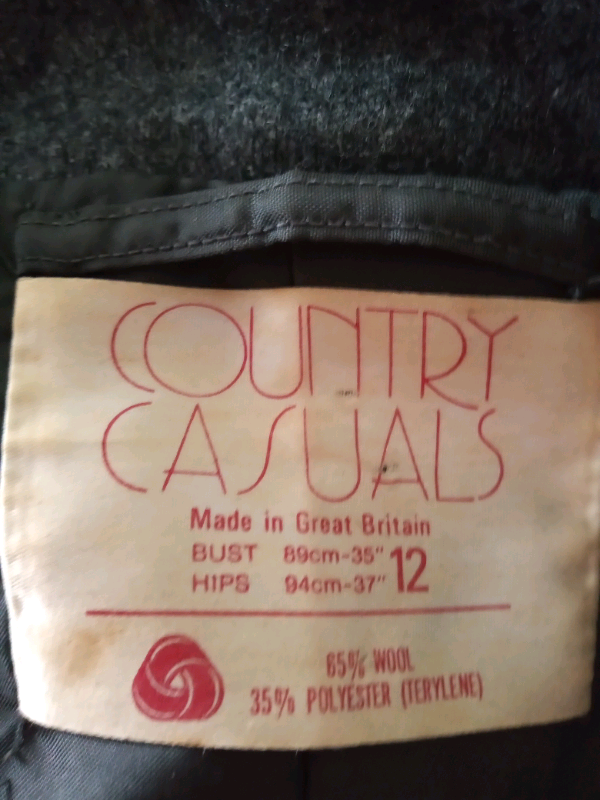 COUNTRY
CASUALS
Made in Great Britain
BUST 89cm-35" 12
HIPS 94cm-37"
65% WOOL
35% POLYESTER (TERYLENE)